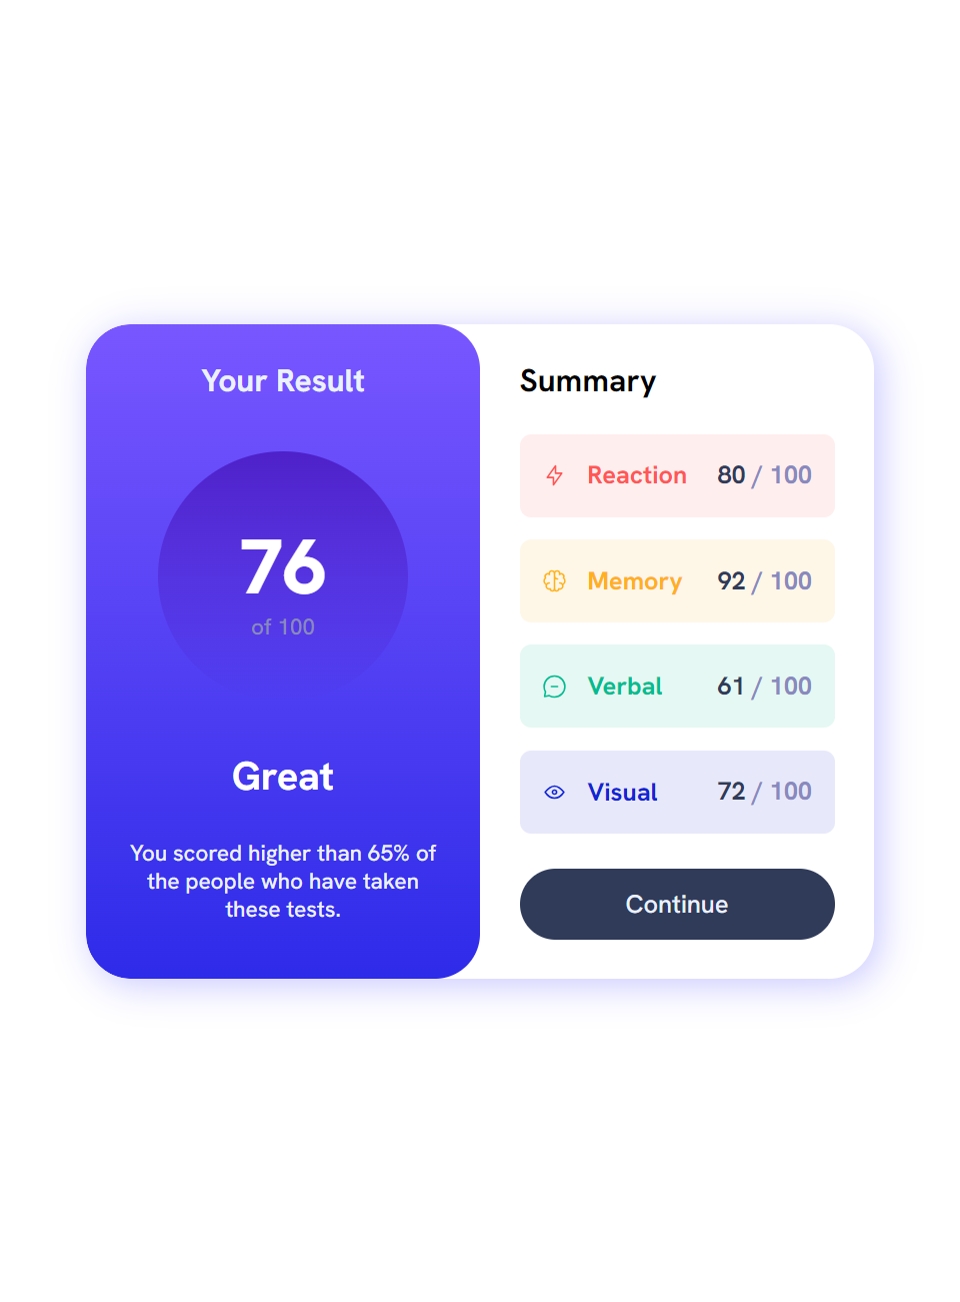 Your Result
76
of 100
Great
You scored higher than 65% of
the people who have taken
these tests.
Summary
Reaction 80 / 100
Memory 92 / 100
Verbal 61 / 100
Visual 72 / 100
Continue